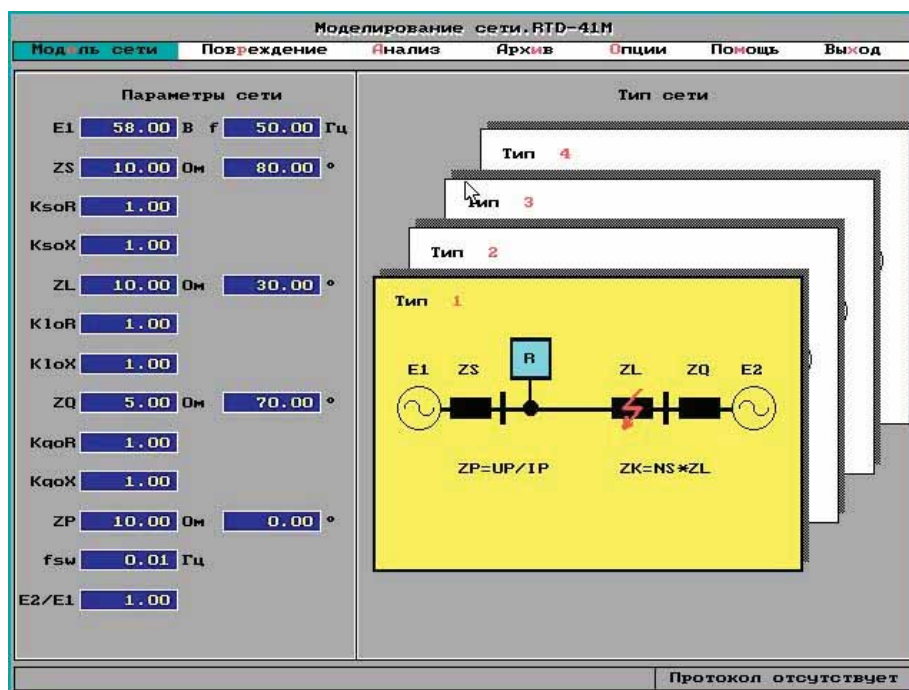 Моделирование сети.RTD-41M
Модель сети Повреждение Анализ Архив Опции Помощь Выход
Параметры сети
E1 58.00 В f 50.00 Гц
ZS 10.00 Ом 80.00 °
KsoR 1.00
KsoX 1.00
ZL 10.00 Ом 30.00 °
KloR 1.00
KloX 1.00
ZQ 5.00 Ом 70.00 °
KqoR 1.00
KqoX 1.00
ZP 10.00 Ом 0.00 °
fsw 0.01 Гц
E2/E1 1.00
Тип сети
Тип 4
Тип 3
Тип 2
Тип 1
R
E1 ZS ZL ZQ E2
ZP=UP/IP ZK=NS*ZL
Протокол отсутствует